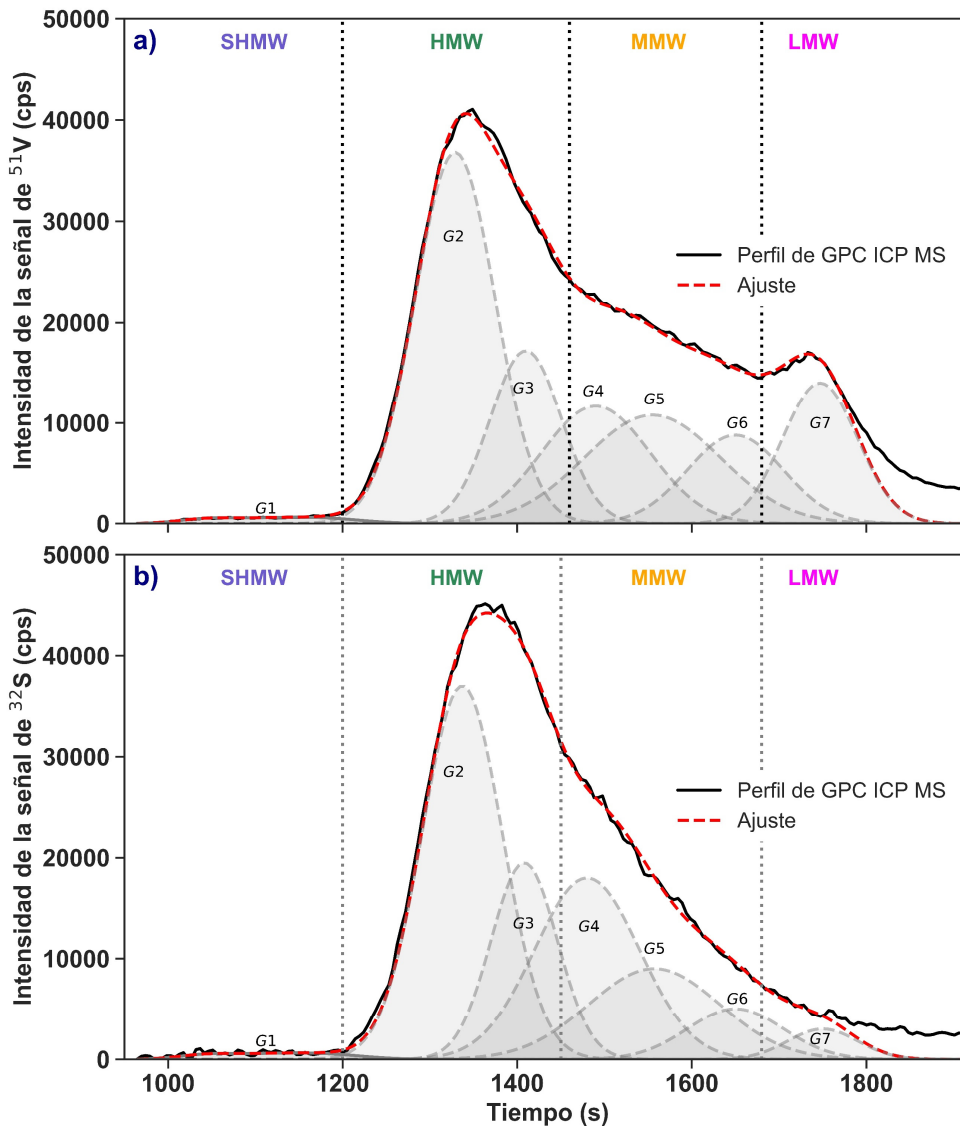 a)
SHMW HMW MMW LMW
Intensidad de la señal de ⁵¹V (cps)
50000
40000
30000
20000
10000
0
G1
G2
G3
G4
G5
G6
G7
Perfil de GPC ICP MS
Ajuste
b)
SHMW HMW MMW LMW
Intensidad de la señal de ³²S (cps)
50000
40000
30000
20000
10000
0
G1
G2
G3
G4
G5
G6
G7
Perfil de GPC ICP MS
Ajuste
1000 1200 1400 1600 1800
Tiempo (s)